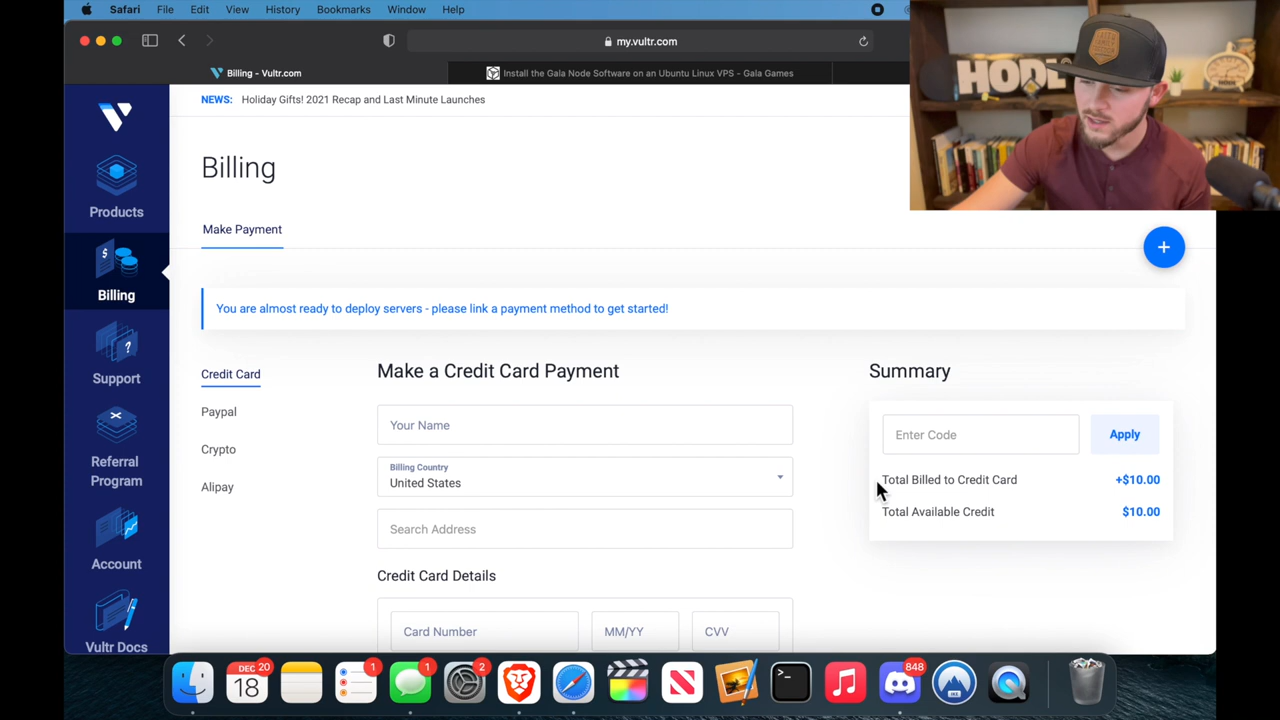 Safari File Edit View History Bookmarks Window Help
my.vultr.com
Billing - Vultr.com
Install the Gala Node Software on an Ubuntu Linux VPS - Gala Games
HODL
NEWS: Holiday Gifts! 2021 Recap and Last Minute Launches
Billing
Make Payment
+
You are almost ready to deploy servers - please link a payment method to get started!
Products
Billing
Support
Referral
Program
Account
Vultr Docs
Credit Card
Paypal
Crypto
Alipay
Make a Credit Card Payment
Your Name
Billing Country
United States
Search Address
Credit Card Details
Card Number
MM/YY
CVV
Summary
Enter Code
Apply
Total Billed to Credit Card +$10.00
Total Available Credit $10.00
DEC 20
18
1
1
2
848